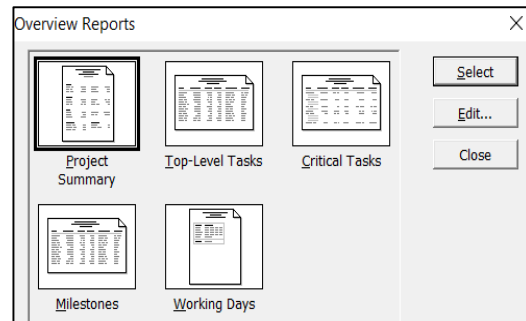 Overview Reports
Select
Edit...
Close
Project
Summary
Top-Level Tasks
Critical Tasks
Milestones
Working Days